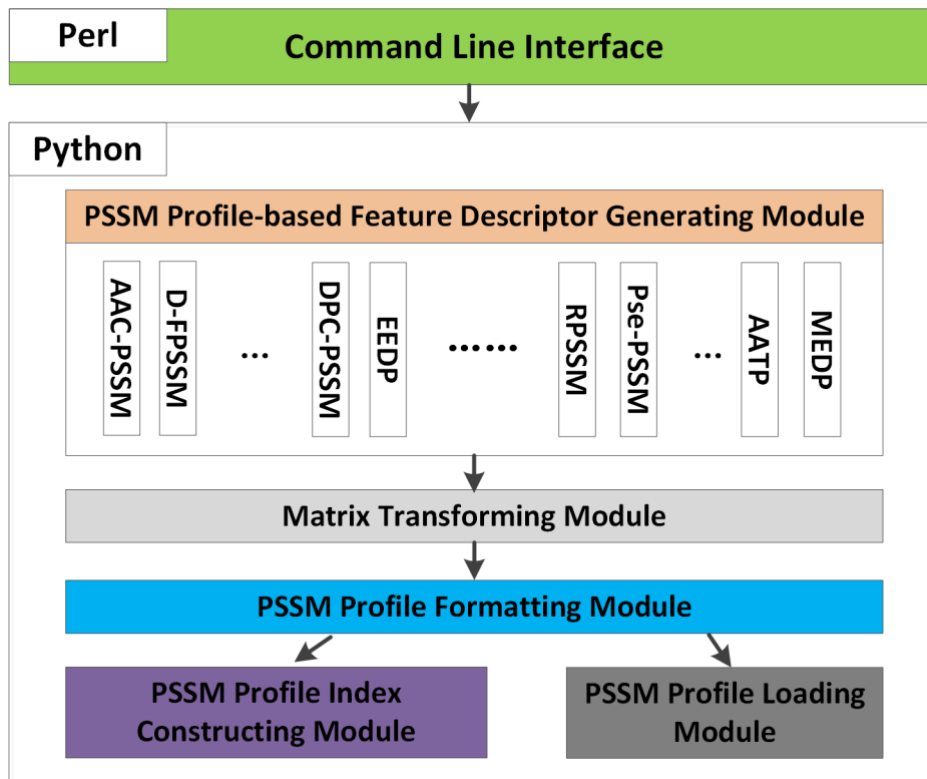 Perl
Command Line Interface
Python
PSSM Profile-based Feature Descriptor Generating Module
AAC-PSSM
D-FPSSM
...
DPC-PSSM
EEDP
......
RPSSM
Pse-PSSM
...
AATP
MEDP
Matrix Transforming Module
PSSM Profile Formatting Module
PSSM Profile Index
Constructing Module
PSSM Profile Loading
Module